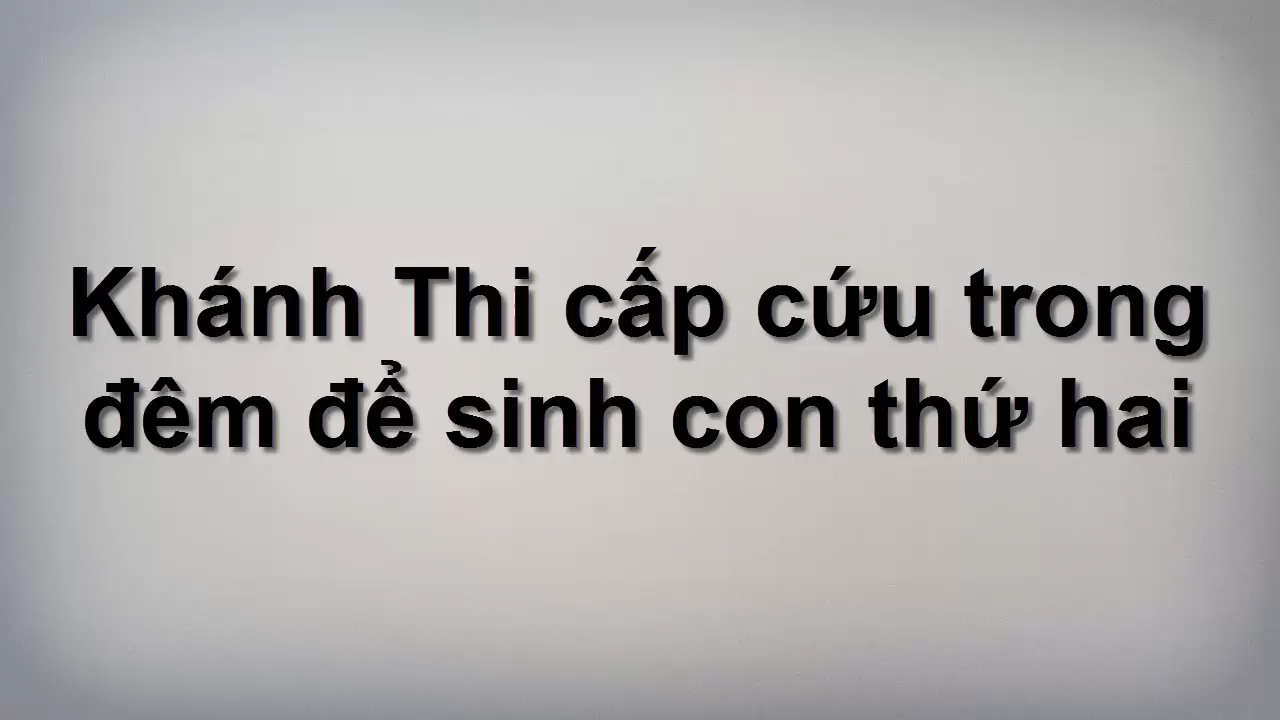 Khánh Thi cấp cứu trong
đêm để sinh con thứ hai